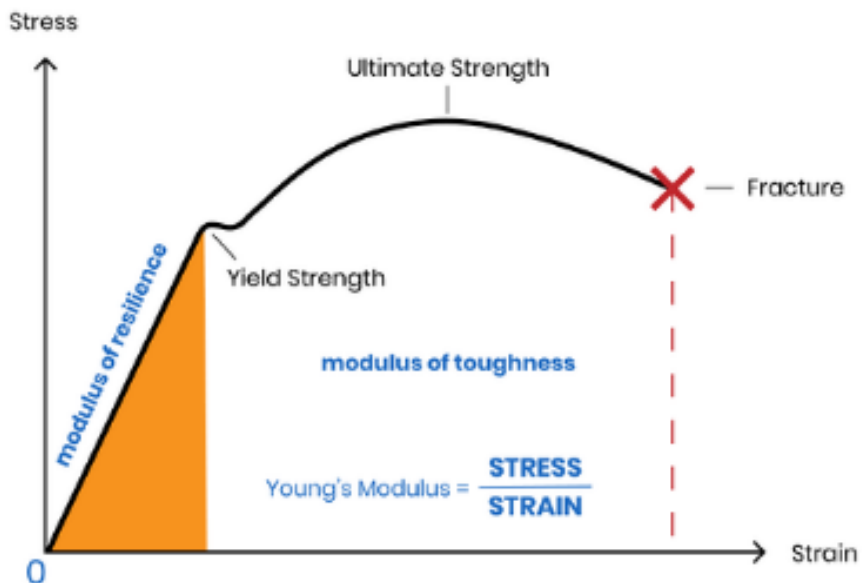 Stress
Ultimate Strength
Fracture
Yield Strength
modulus of resilience
modulus of toughness
Young's Modulus = STRESS
STRAIN
Strain
0